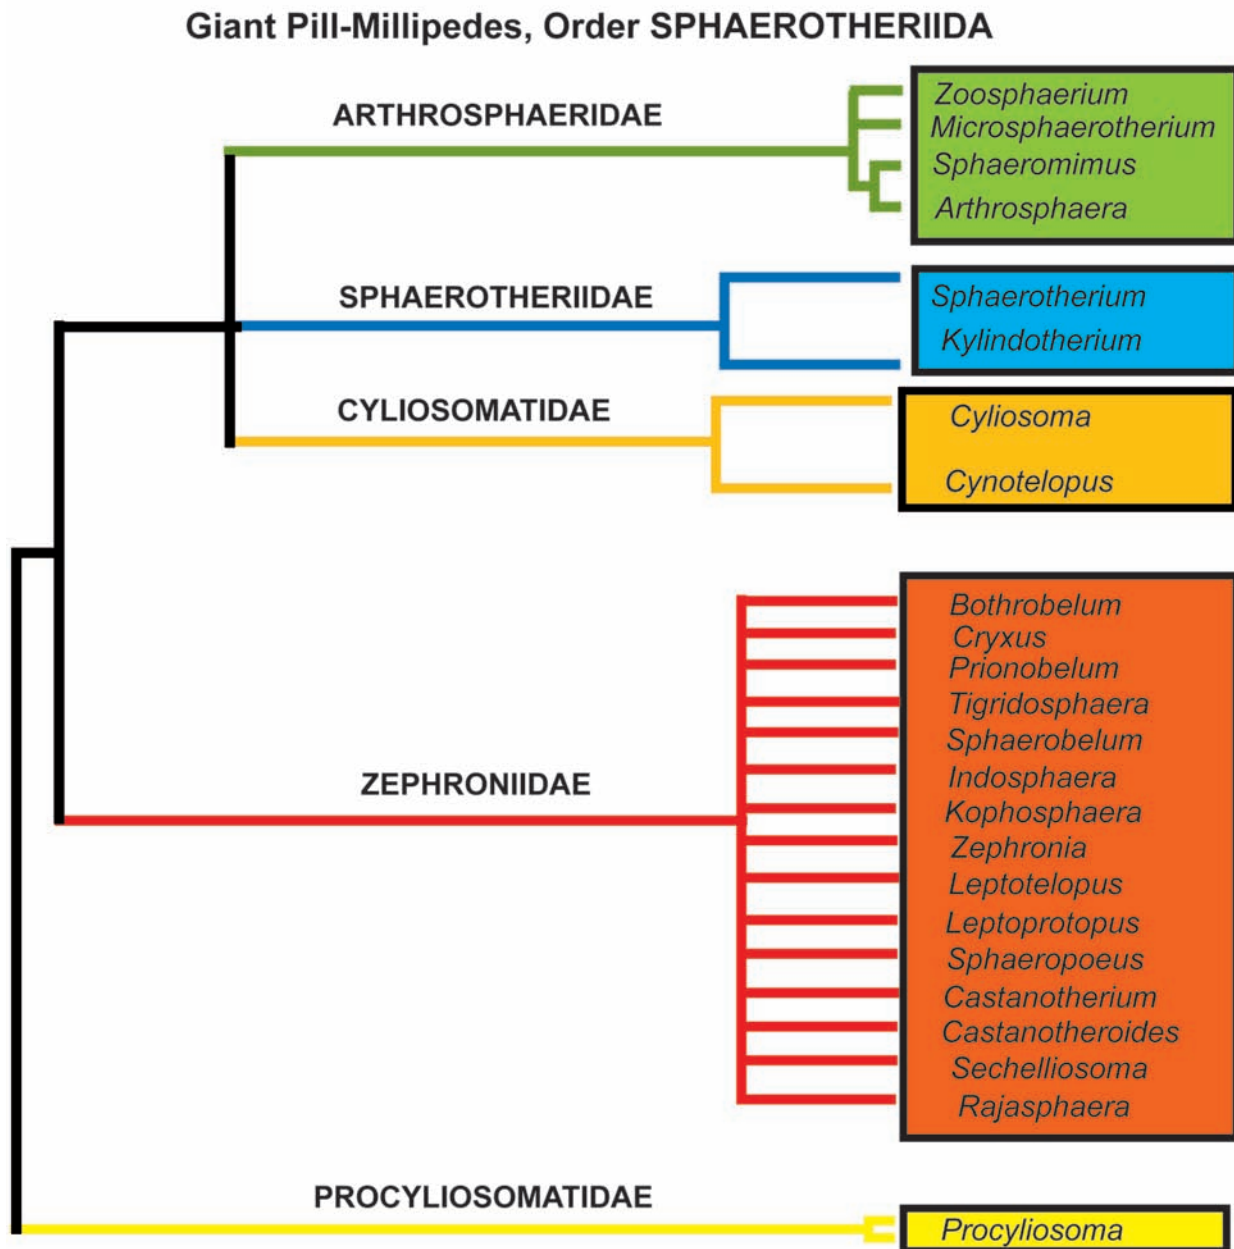 Giant Pill-Millipedes, Order SPHAEROTHERIIDA
ARTHROSPHAERIDAE
Zoosphaerium
Microsphaerotherium
Sphaeromimus
Arthrosphaera
SPHAEROTHERIIDAE
Sphaerotherium
Kylindotherium
CYLIOSOMATIDAE
Cyliosoma
Cynotelopus
ZEPHRONIIDAE
Bothrobelum
Cryxus
Prionobelum
Tigridosphaera
Sphaerobelum
Indosphaera
Kophosphaera
Zephronia
Leptotelopus
Leptoprotopus
Sphaeropoeus
Castanotherium
Castanotheroides
Sechelliosoma
Rajasphaera
PROCYLIOSOMATIDAE
Procyliosoma